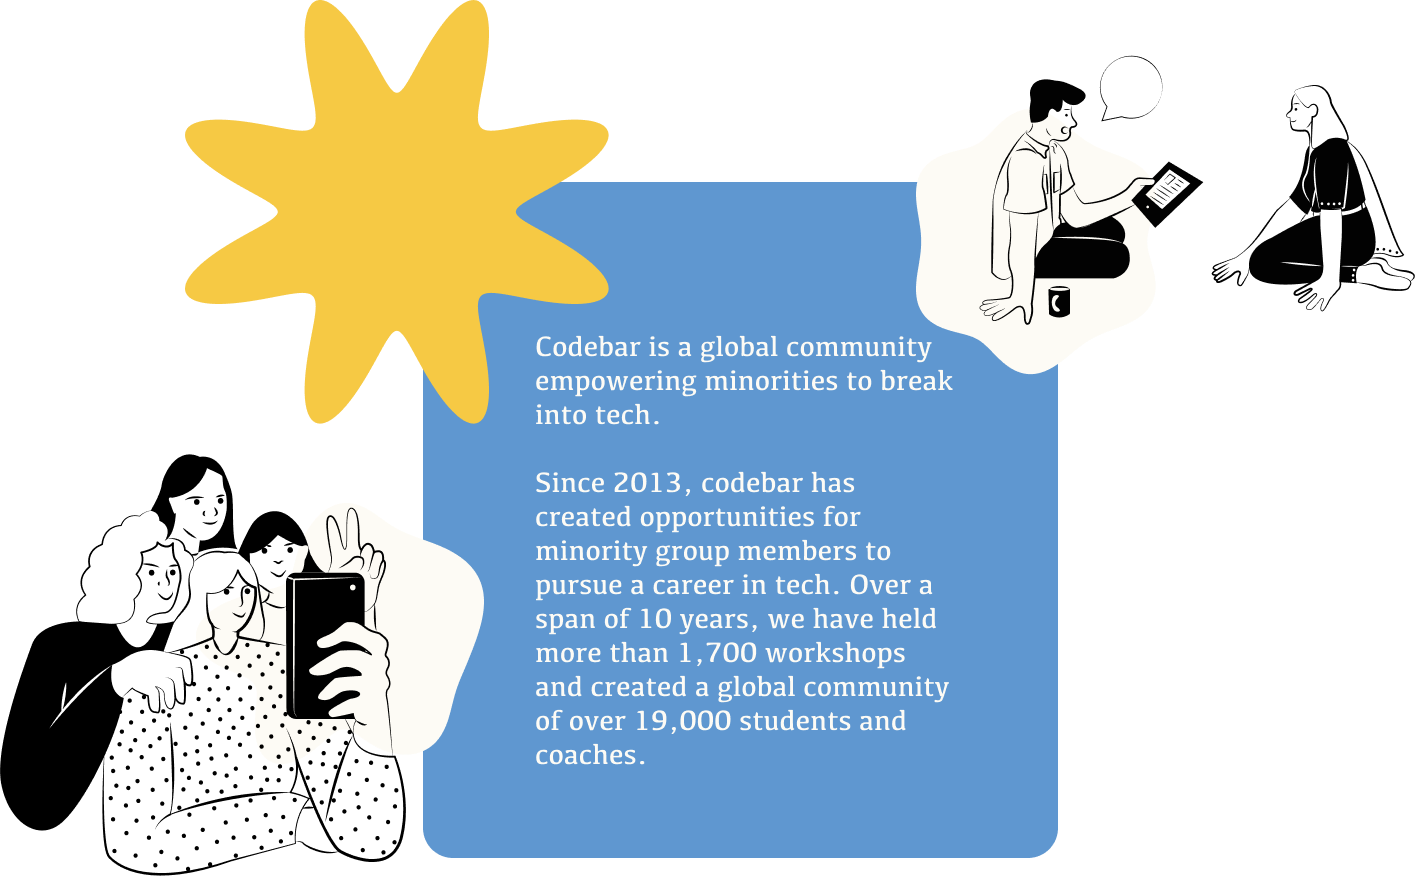 Codebar is a global community
empowering minorities to break
into tech.
Since 2013, codebar has
created opportunities for
minority group members to
pursue a career in tech. Over a
span of 10 years, we have held
more than 1,700 workshops
and created a global community
of over 19,000 students and
coaches.